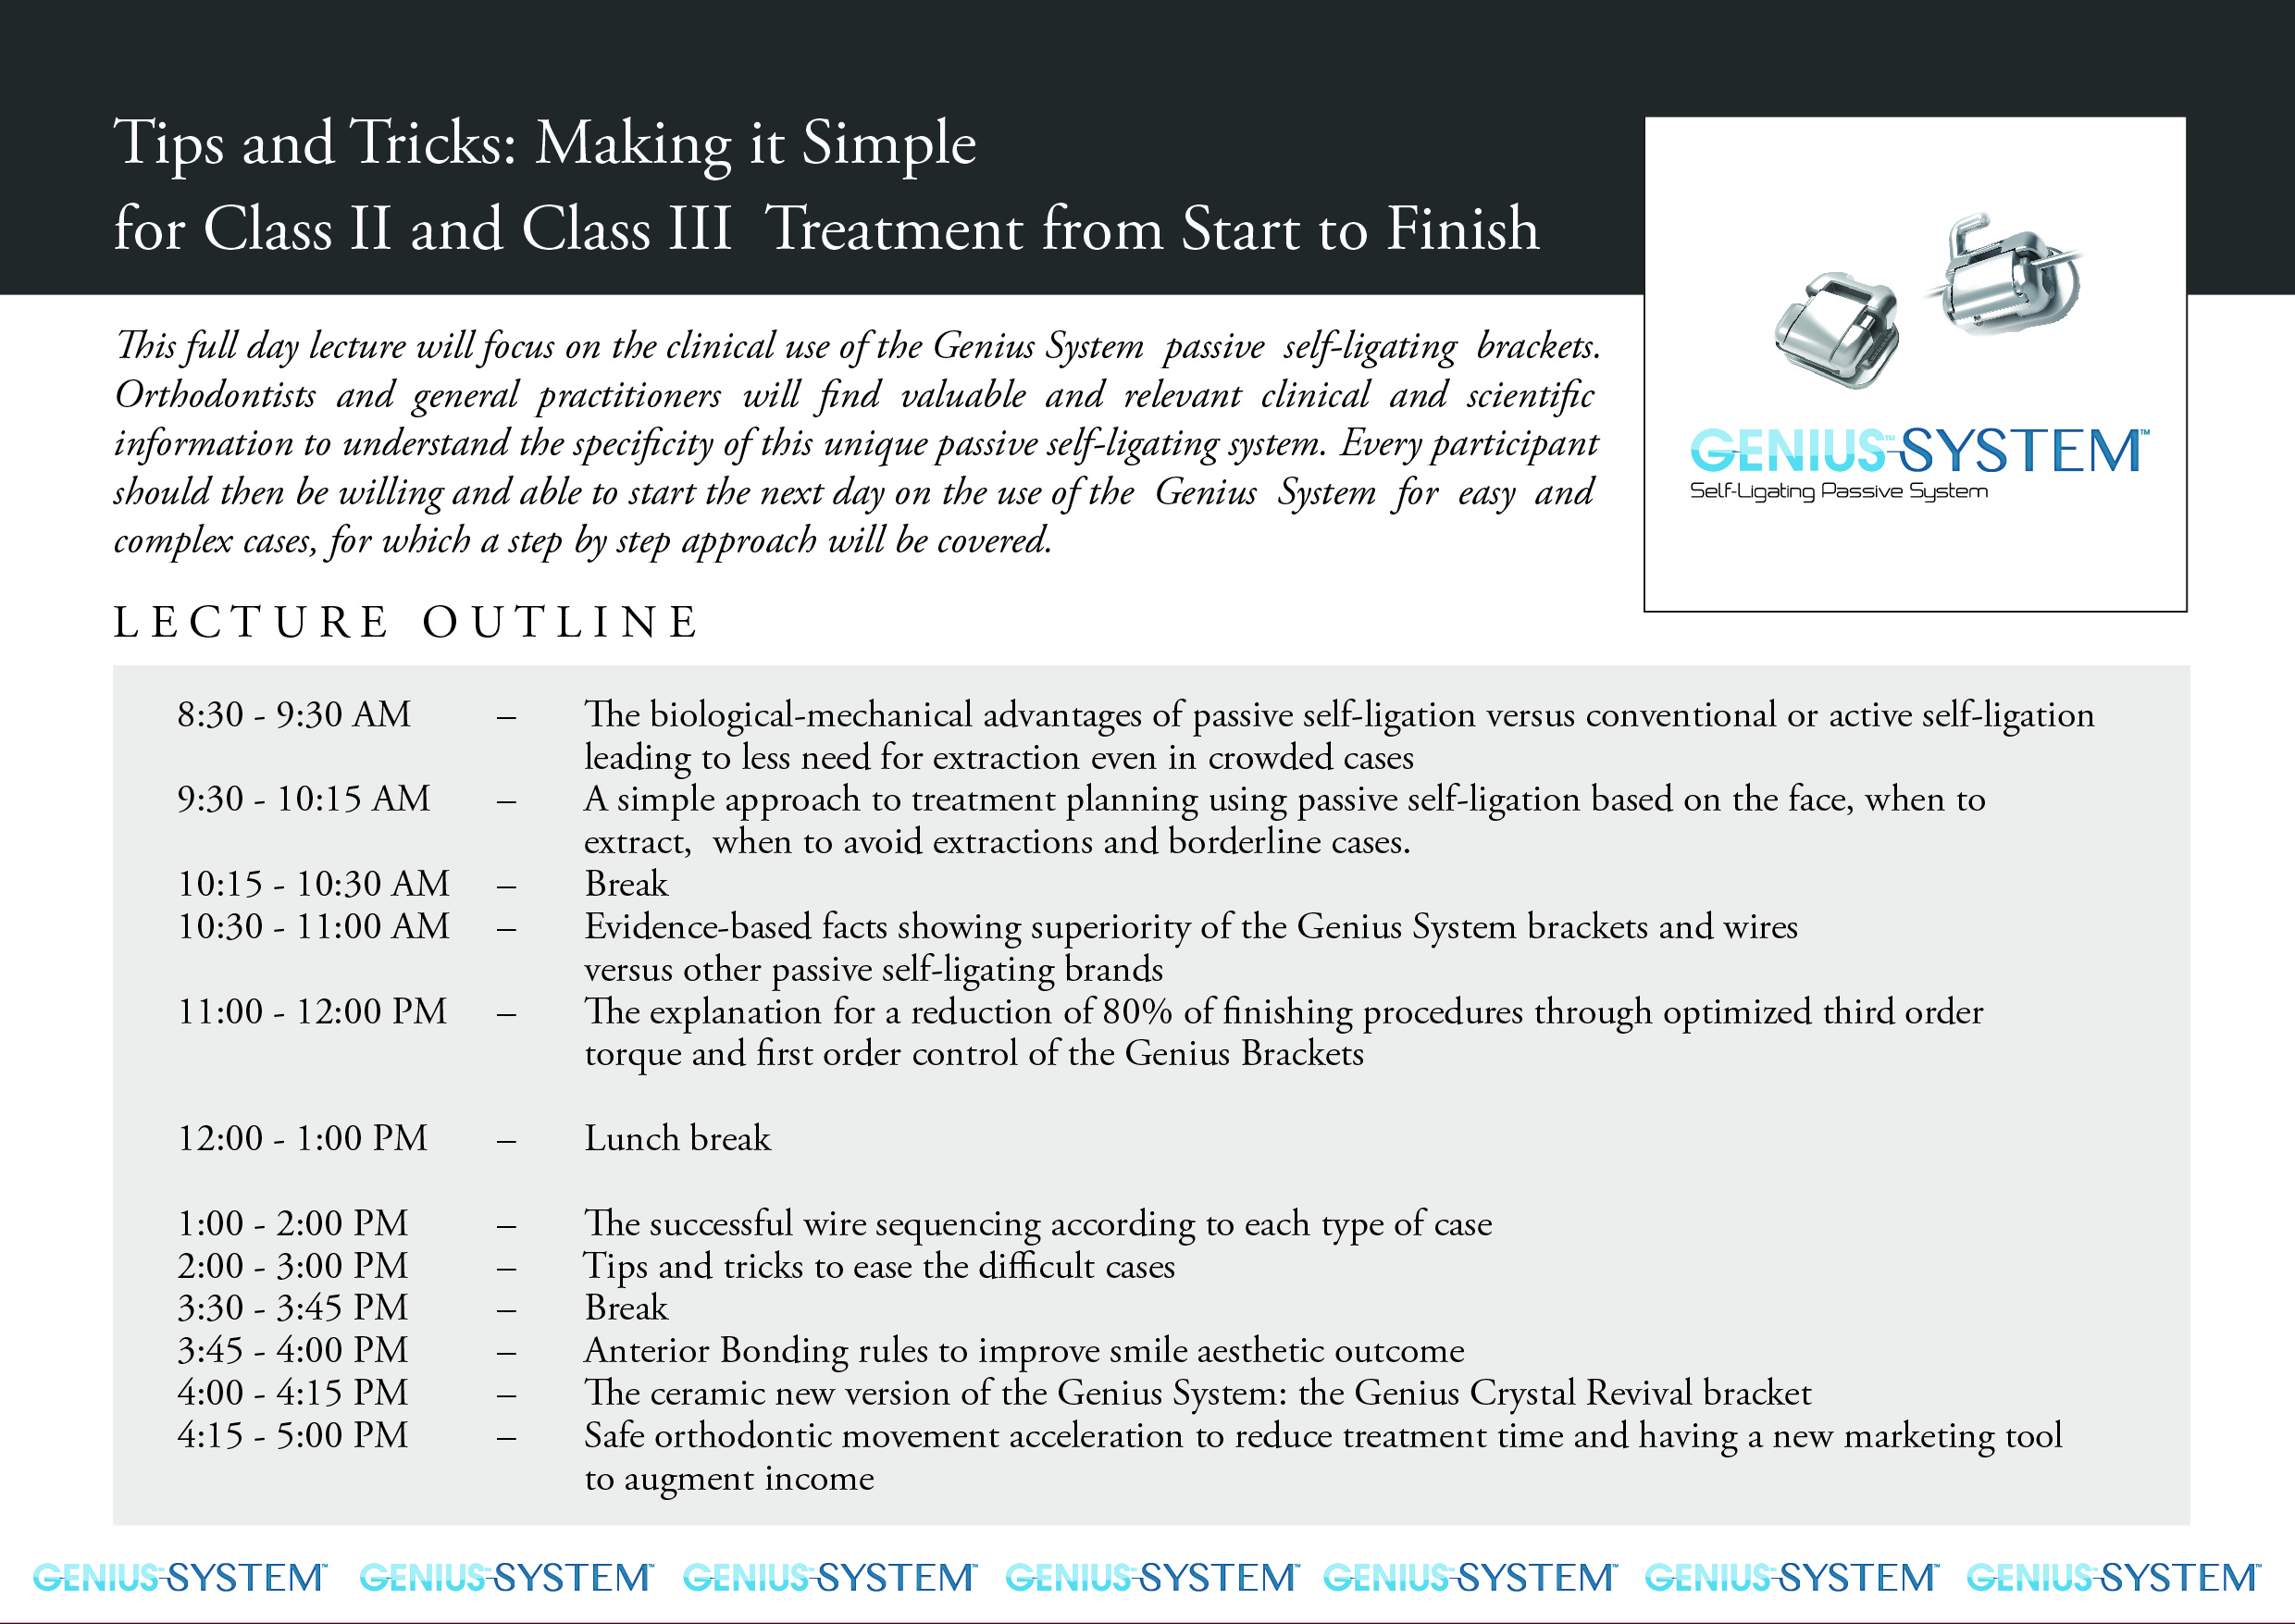 Tips and Tricks: Making it Simple
for Class II and Class III Treatment from Start to Finish
This full day lecture will focus on the clinical use of the Genius System passive self-ligating brackets.
Orthodontists and general practitioners will find valuable and relevant clinical and scientific
information to understand the specificity of this unique passive self-ligating system. Every participant
should then be willing and able to start the next day on the use of the Genius System for easy and
complex cases, for which a step by step approach will be covered.
GENIUS™SYSTEM™
Self-Ligating Passive System
LECTURE OUTLINE
8:30 - 9:30 AM – The biological-mechanical advantages of passive self-ligation versus conventional or active self-ligation
leading to less need for extraction even in crowded cases
9:30 - 10:15 AM – A simple approach to treatment planning using passive self-ligation based on the face, when to
extract, when to avoid extractions and borderline cases.
10:15 - 10:30 AM – Break
10:30 - 11:00 AM – Evidence-based facts showing superiority of the Genius System brackets and wires
versus other passive self-ligating brands
11:00 - 12:00 PM – The explanation for a reduction of 80% of finishing procedures through optimized third order
torque and first order control of the Genius Brackets
12:00 - 1:00 PM – Lunch break
1:00 - 2:00 PM – The successful wire sequencing according to each type of case
2:00 - 3:00 PM – Tips and tricks to ease the difficult cases
3:30 - 3:45 PM – Break
3:45 - 4:00 PM – Anterior Bonding rules to improve smile aesthetic outcome
4:00 - 4:15 PM – The ceramic new version of the Genius System: the Genius Crystal Revival bracket
4:15 - 5:00 PM – Safe orthodontic movement acceleration to reduce treatment time and having a new marketing tool
to augment income
GENIUS™SYSTEM™ GENIUS™SYSTEM™ GENIUS™SYSTEM™ GENIUS™SYSTEM™ GENIUS™SYSTEM™ GENIUS™SYSTEM™ GENIUS™SYSTEM™